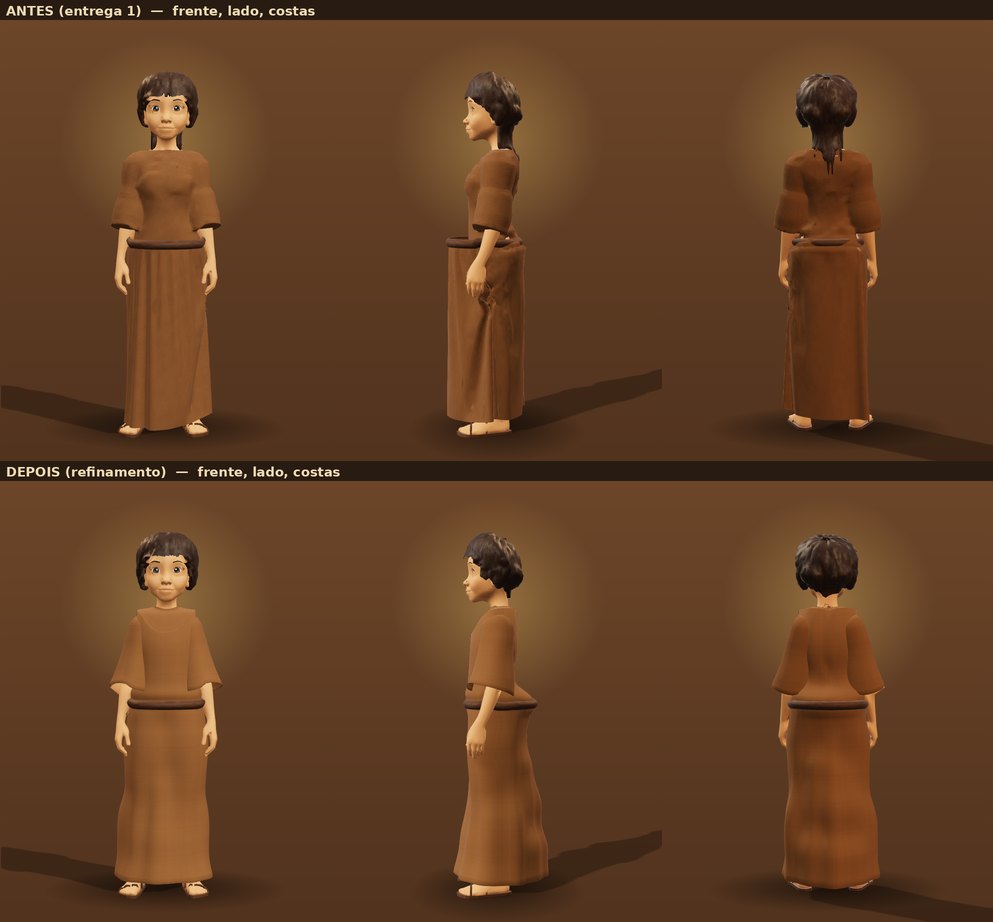 ANTES (entrega 1) — frente, lado, costas
DEPOIS (refinamento) — frente, lado, costas